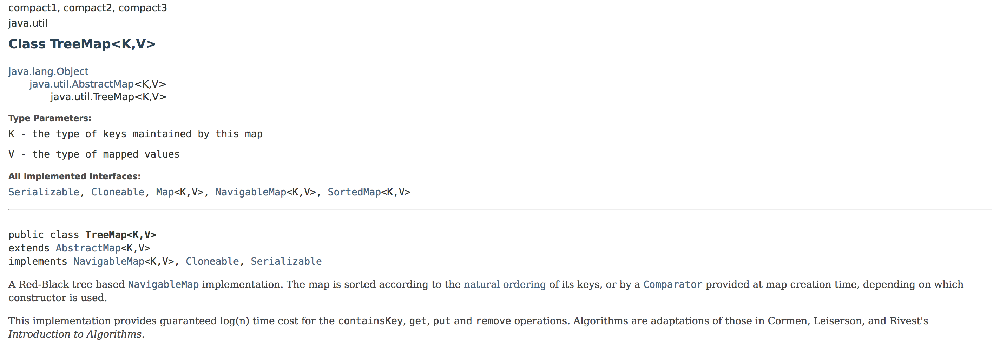 compact1, compact2, compact3
java.util
Class TreeMap<K,V>
java.lang.Object
java.util.AbstractMap<K,V>
java.util.TreeMap<K,V>
Type Parameters:
K - the type of keys maintained by this map
V - the type of mapped values
All Implemented Interfaces:
Serializable, Cloneable, Map<K,V>, NavigableMap<K,V>, SortedMap<K,V>
public class TreeMap<K,V>
extends AbstractMap<K,V>
implements NavigableMap<K,V>, Cloneable, Serializable
A Red-Black tree based NavigableMap implementation. The map is sorted according to the natural ordering of its keys, or by a Comparator provided at map creation time, depending on which
constructor is used.
This implementation provides guaranteed log(n) time cost for the containsKey, get, put and remove operations. Algorithms are adaptations of those in Cormen, Leiserson, and Rivest's
Introduction to Algorithms.